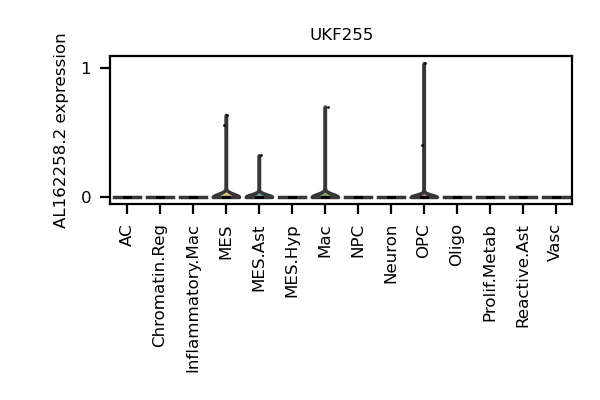 UKF255
AL162258.2 expression
1
0
AC
Chromatin.Reg
Inflammatory.Mac
MES
MES.Ast
MES.Hyp
Mac
NPC
Neuron
OPC
Oligo
Prolif.Metab
Reactive.Ast
Vasc